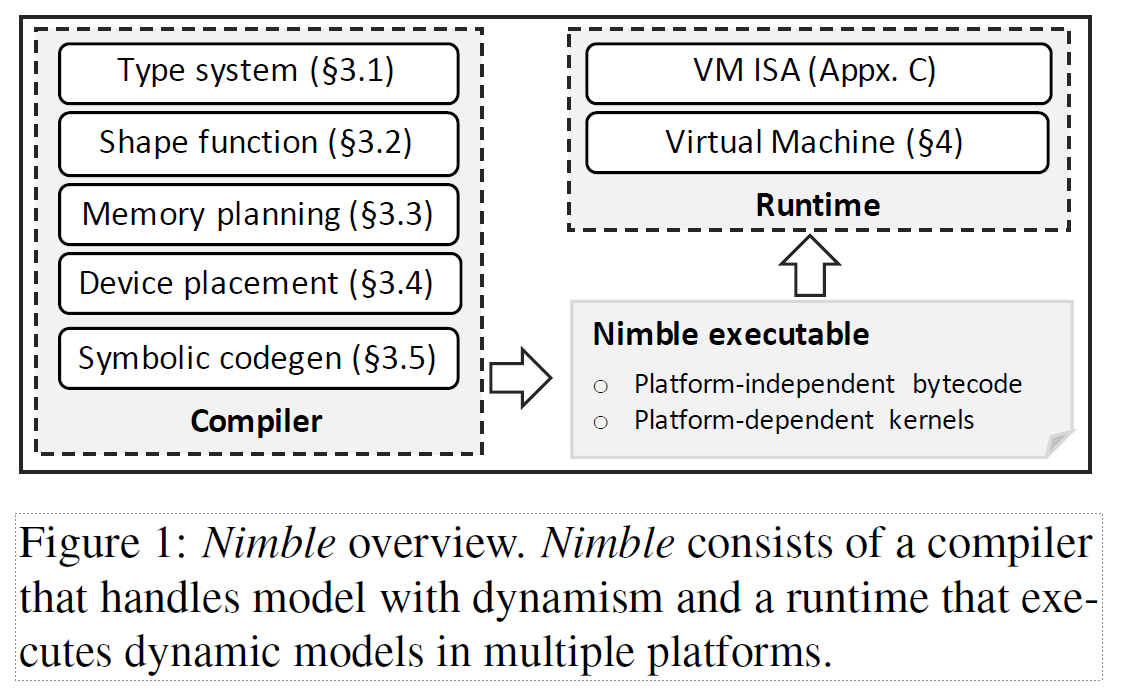 Type system (§3.1)
Shape function (§3.2)
Memory planning (§3.3)
Device placement (§3.4)
Symbolic codegen (§3.5)
Compiler
VM ISA (Appx. C)
Virtual Machine (§4)
Runtime
Nimble executable
○ Platform-independent bytecode
○ Platform-dependent kernels
Figure 1: Nimble overview. Nimble consists of a compiler
that handles model with dynamism and a runtime that exe-
cutes dynamic models in multiple platforms.